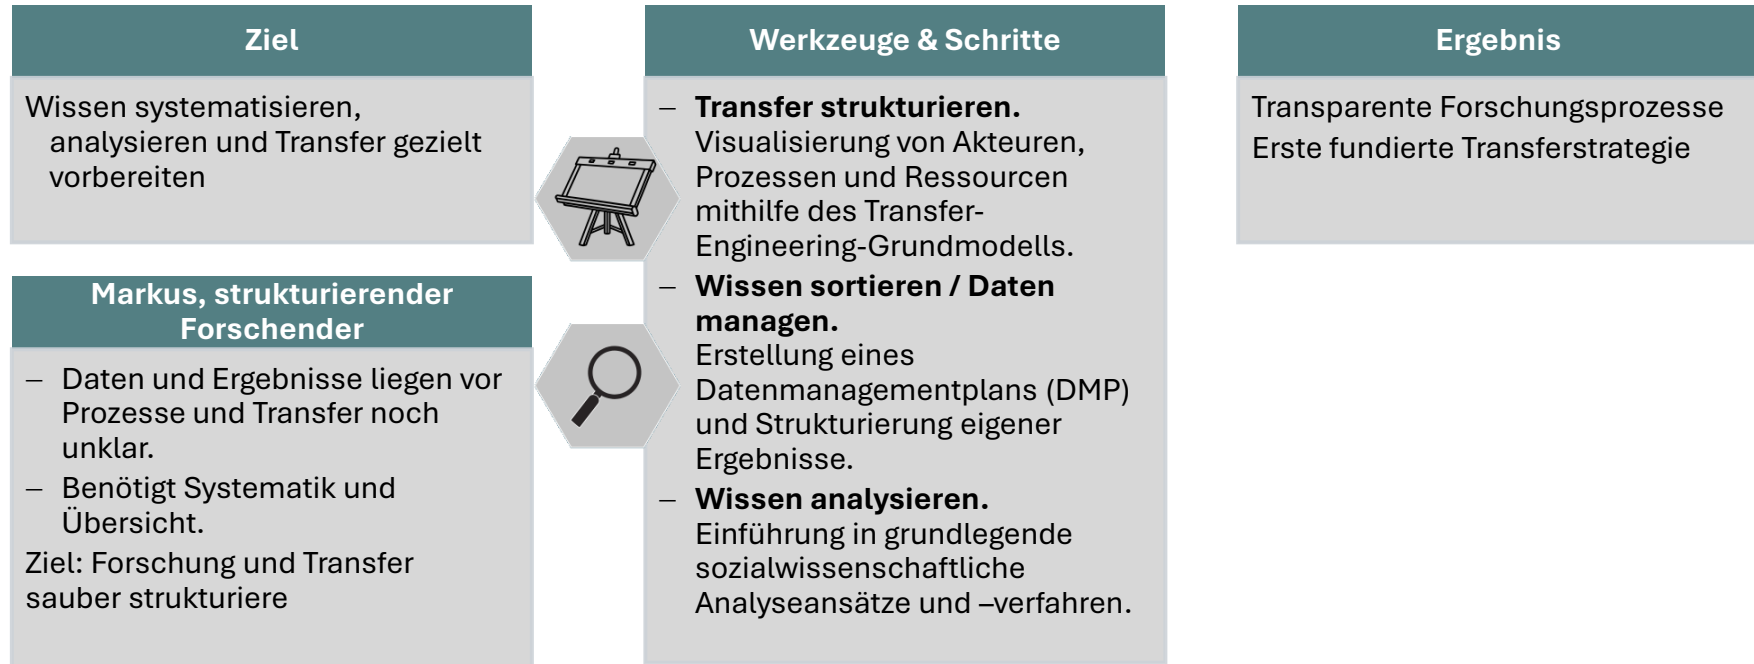 Ziel
Wissen systematisieren,
analysieren und Transfer gezielt
vorbereiten
Markus, strukturierender
Forschender
– Daten und Ergebnisse liegen vor
Prozesse und Transfer noch
unklar.
– Benötigt Systematik und
Übersicht.
Ziel: Forschung und Transfer
sauber strukturiere
Werkzeuge & Schritte
– Transfer strukturieren.
Visualisierung von Akteuren,
Prozessen und Ressourcen
mithilfe des Transfer-
Engineering-Grundmodells.
– Wissen sortieren / Daten
managen.
Erstellung eines
Datenmanagementplans (DMP)
und Strukturierung eigener
Ergebnisse.
– Wissen analysieren.
Einführung in grundlegende
sozialwissenschaftliche
Analyseansätze und –verfahren.
Ergebnis
Transparente Forschungsprozesse
Erste fundierte Transferstrategie